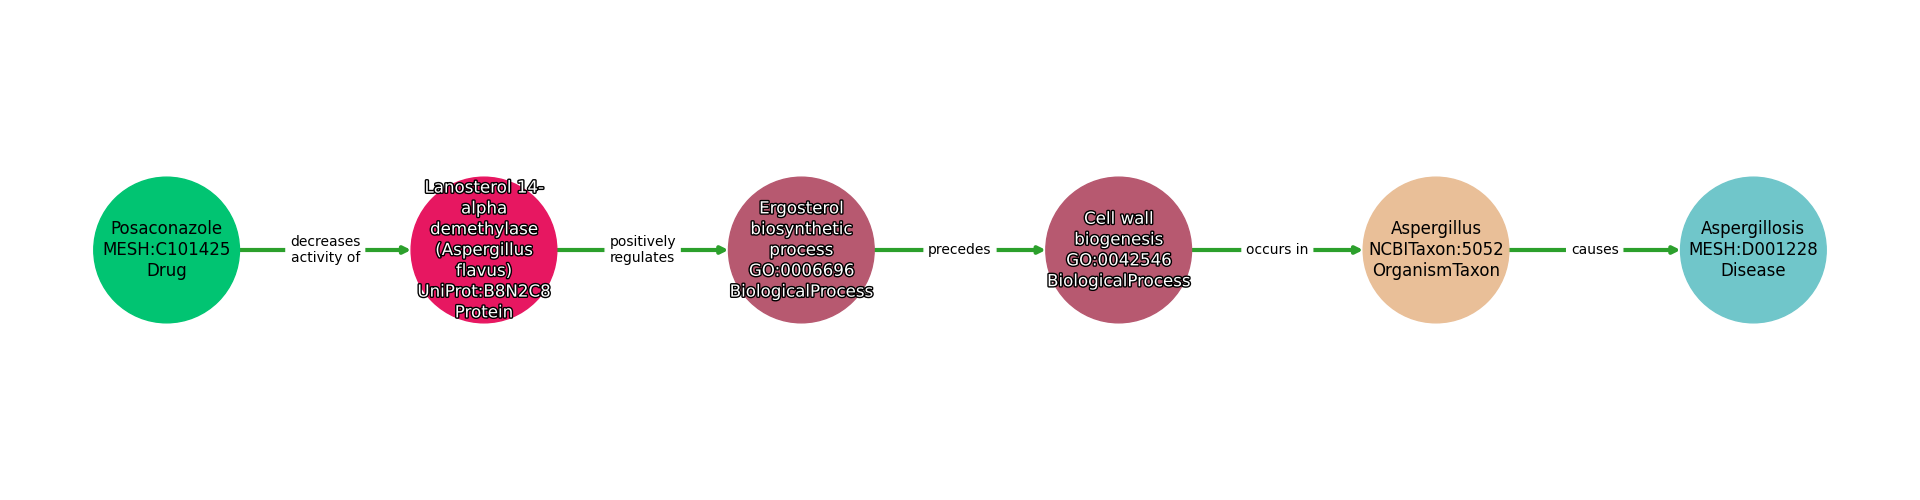 Posaconazole
MESH:C101425
Drug
decreases
activity of
Lanosterol 14-
alpha
demethylase
(Aspergillus
flavus)
UniProt:B8N2C8
Protein
positively
regulates
Ergosterol
biosynthetic
process
GO:0006696
BiologicalProcess
precedes
Cell wall
biogenesis
GO:0042546
BiologicalProcess
occurs in
Aspergillus
NCBITaxon:5052
OrganismTaxon
causes
Aspergillosis
MESH:D001228
Disease